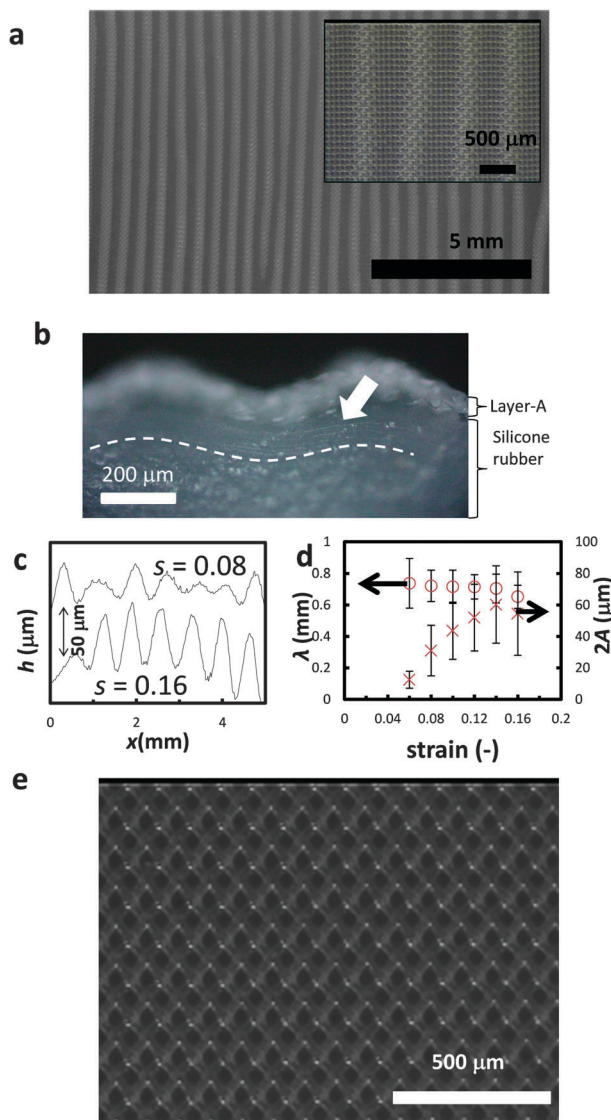 a
500 μm
5 mm
b
Layer-A
Silicone
rubber
200 μm
c
d
s = 0.08
50 μm
s = 0.16
h (μm)
0
2
4
x(mm)
1
0.8
0.6
0.4
0.2
0
λ (mm)
100
80
60
40
20
0
2A (μm)
0
0.04
0.08
0.12
0.16
0.2
strain (-)
e
500 μm